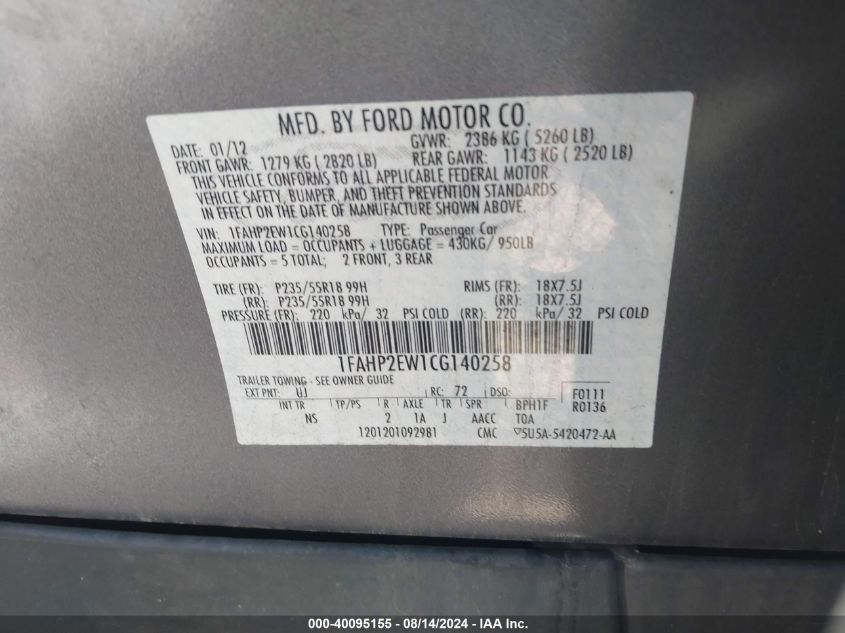 MFD. BY FORD MOTOR CO.
DATE: 01/12 GVWR: 2386 KG ( 5260 LB)
FRONT GAWR: 1279 KG ( 2820 LB) REAR GAWR: 1143 KG ( 2520 LB)
THIS VEHICLE CONFORMS TO ALL APPLICABLE FEDERAL MOTOR
VEHICLE SAFETY, BUMPER, AND THEFT PREVENTION STANDARDS
IN EFFECT ON THE DATE OF MANUFACTURE SHOWN ABOVE.
VIN: 1FAHP2EW1CG140258 TYPE: Passenger Car
MAXIMUM LOAD = OCCUPANTS + LUGGAGE = 430KG/ 950LB
OCCUPANTS = 5 TOTAL; 2 FRONT, 3 REAR
TIRE (FR): P235/55R18 99H RIMS (FR): 18X7.5J
(RR): P235/55R18 99H (RR): 18X7.5J
PRESSURE (FR): 220 kPa/ 32 PSI COLD (RR): 220 kPa/ 32 PSI COLD
1FAHP2EW1CG140258
TRAILER TOWING - SEE OWNER GUIDE
EXT PNT: UJ RC: 72 DSO: F0111
INT TR TP/PS R AXLE TR SPR BPH1F R0136
NS 2 1A J AACC TOA
1201201092981 CMC ▽5U5A-5420472-AA
000-40095155 - 08/14/2024 - IAA Inc.